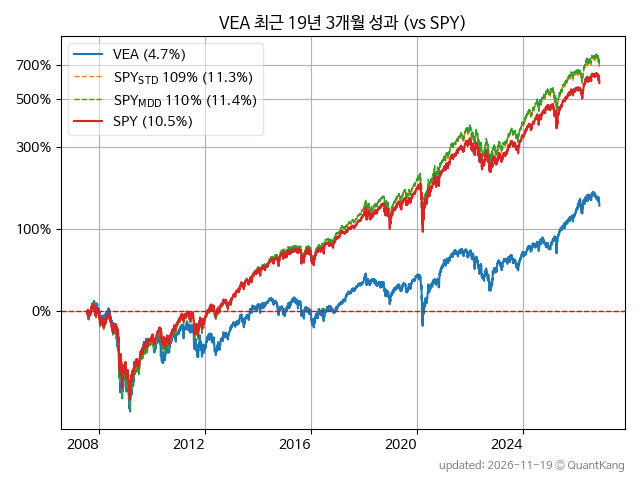 VEA 최근 19년 3개월 성과 (vs SPY)
VEA (4.7%)
SPY_STD 109% (11.3%)
SPY_MDD 110% (11.4%)
SPY (10.5%)
700%
500%
300%
100%
0%
2008 2012 2016 2020 2024
updated: 2026-11-19 @ QuantKang